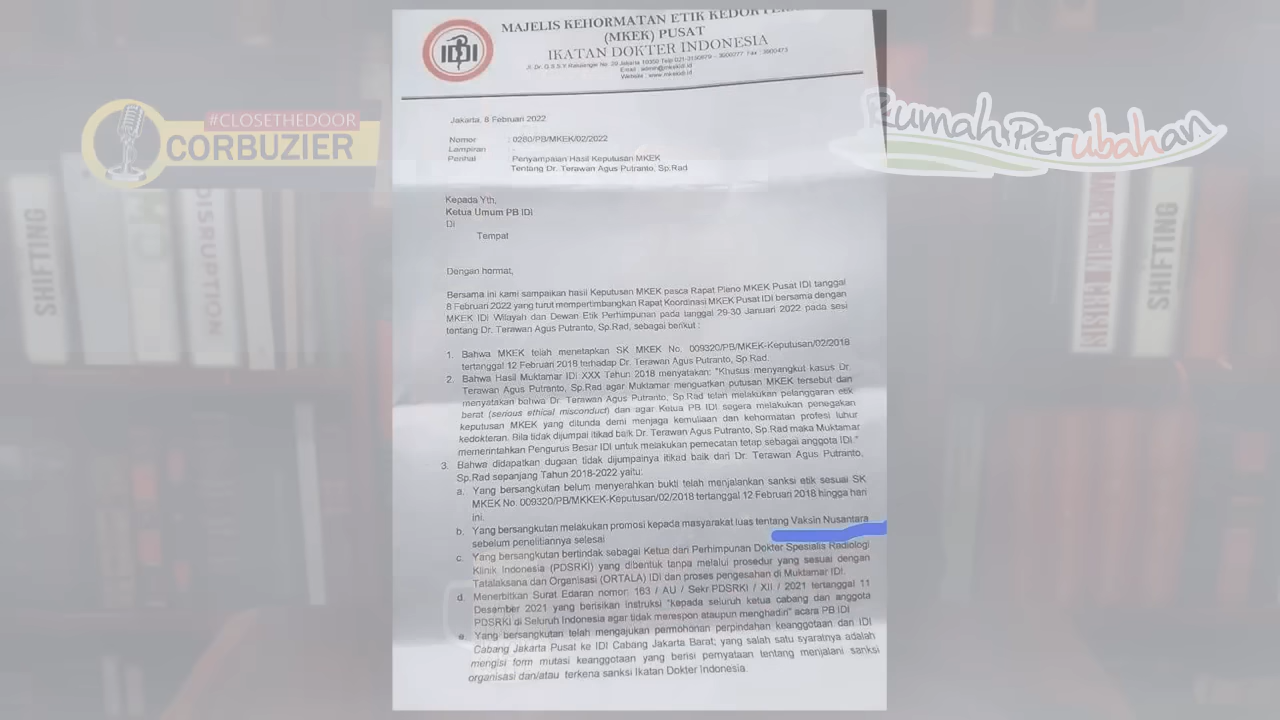 MAJELIS KEHORMATAN ETIK KEDOKTERAN
(MKEK) PUSAT
IKATAN DOKTER INDONESIA
IDI
Website : www.mkekidi.id
#CLOSETHEDOOR
CORBUZIER
Rumah Perubahan
SHIFTING
DISRUPTION
SHIFTING
Jakarta, 8 Februari 2022
Nomor : 0280/PB/MKEK/02/2022
Lampiran :
Perihal : Penyampaian Hasil Keputusan MKEK
Tentang Dr. Terawan Agus Putranto, Sp.Rad
Kepada Yth,
Ketua Umum PB IDI
Di
Tempat
Dengan hormat,
Bersama ini kami sampaikan hasil Keputusan MKEK pasca Rapat Pleno MKEK Pusat IDI tanggal
8 Februari 2022 yang turut mempertimbangkan Rapat Koordinasi MKEK Pusat IDI bersama dengan
MKEK IDI Wilayah dan Dewan Etik Perhimpunan pada tanggal 29-30 Januari 2022 pada sesi
tentang Dr. Terawan Agus Putranto, Sp.Rad, sebagai berikut :
1. Bahwa MKEK telah menetapkan SK MKEK No. 009320/PB/MKEK-Keputusan/02/2018
tertanggal 12 Februari 2018 terhadap Dr. Terawan Agus Putranto, Sp.Rad.
2. Bahwa Hasil Muktamar IDI XXX Tahun 2018 menyatakan: "Khusus menyangkut kasus Dr.
Terawan Agus Putranto, Sp.Rad agar Muktamar menguatkan putusan MKEK tersebut dan
menyatakan bahwa Dr. Terawan Agus Putranto, Sp.Rad telah melakukan pelanggaran etik
berat (serious ethical misconduct) dan agar Ketua PB IDI segera melakukan penegakan
keputusan MKEK yang ditunda demi menjaga kemuliaan dan kehormatan profesi luhur
kedokteran. Bila tidak dijumpai itikad baik Dr. Terawan Agus Putranto, Sp.Rad maka Muktamar
memerintahkan Pengurus Besar IDI untuk melakukan pemecatan tetap sebagai anggota IDI."
3. Bahwa didapatkan dugaan tidak dijumpainya itikad baik dari Dr. Terawan Agus Putranto,
Sp.Rad sepanjang Tahun 2018-2022 yaitu:
a. Yang bersangkutan belum menyerahkan bukti telah menjalankan sanksi etik sesuai SK
MKEK No. 009320/PB/MKKEK-Keputusan/02/2018 tertanggal 12 Februari 2018 hingga hari
ini.
b. Yang bersangkutan melakukan promosi kepada masyarakat luas tentang Vaksin Nusantara
sebelum penelitiannya selesai
c. Yang bersangkutan bertindak sebagai Ketua dari Perhimpunan Dokter Spesialis Radiologi
Klinik Indonesia (PDSRKI) yang dibentuk tanpa melalui prosedur yang sesuai dengan
Tatalaksana dan Organisasi (ORTALA) IDI dan proses pengesahan di Muktamar IDI.
d. Menerbitkan Surat Edaran nomor: 163 / AU / Sekr.PDSRKI / XII / 2021 tertanggal 11
Desember 2021 yang berisikan instruksi "kepada seluruh ketua cabang dan anggota
PDSRKI di Seluruh Indonesia agar tidak merespon ataupun menghadiri" acara PB IDI
e. Yang bersangkutan telah mengajukan permohonan perpindahan keanggotaan dari IDI
Cabang Jakarta Pusat ke IDI Cabang Jakarta Barat; yang salah satu syaratnya adalah
mengisi form mutasi keanggotaan yang berisi pernyataan tentang menjalani sanksi
organisasi dan/atau terkena sanksi Ikatan Dokter Indonesia.